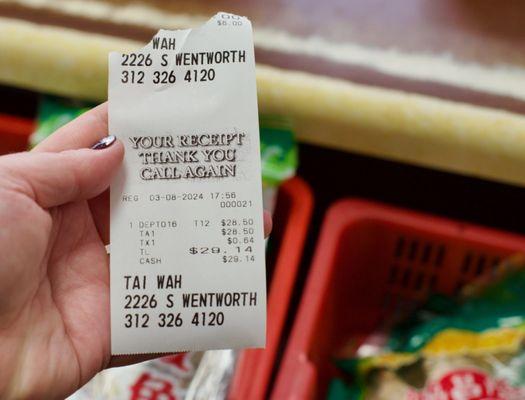 $6.00
WAH
2226 S WENTWORTH
312 326 4120
YOUR RECEIPT
THANK YOU
CALL AGAIN
REG 03-08-2024 17:56
000021
1 DEPT016 T12 $28.50
TA1 $28.50
TX1 $0.64
TL $29.14
CASH $29.14
TAI WAH
2226 S WENTWORTH
312 326 4120